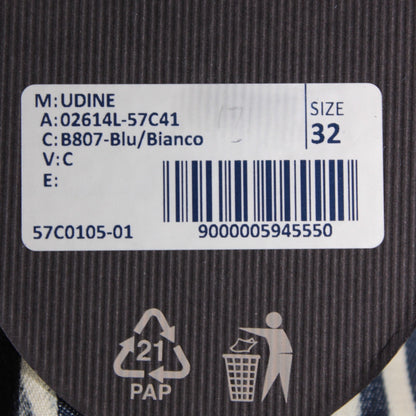 M: UDINE
A: 02614L-57C41
C: B807-Blu/Bianco
V: C
E:
SIZE
32
57C0105-01
9000005945550
21
PAP